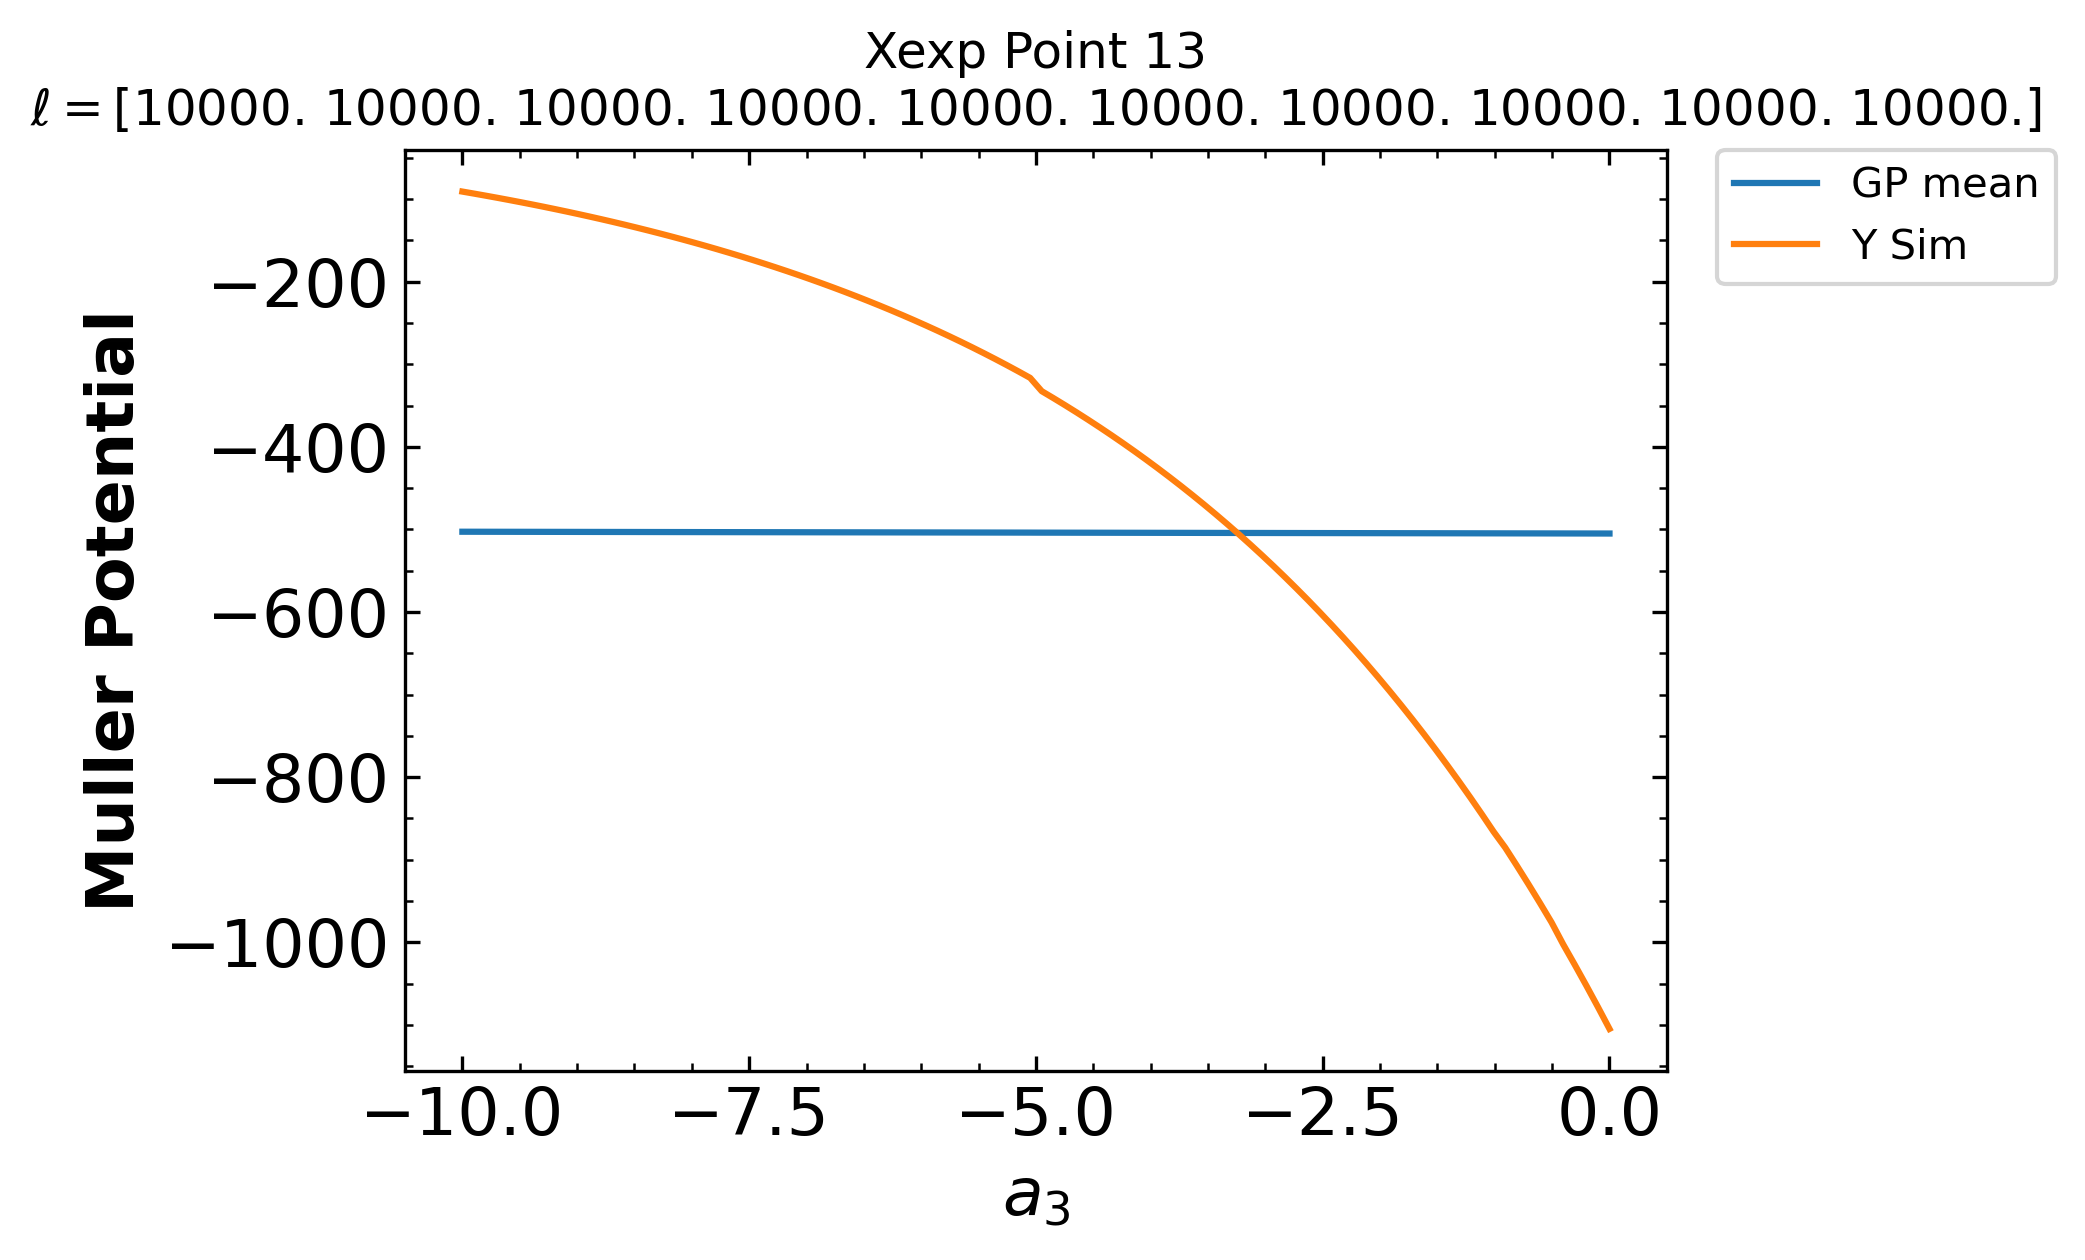 Xexp Point 13
ℓ = [10000. 10000. 10000. 10000. 10000. 10000. 10000. 10000. 10000. 10000.]
GP mean
Y Sim
Muller Potential
−200
−400
−600
−800
−1000
−10.0 −7.5 −5.0 −2.5 0.0
a₃